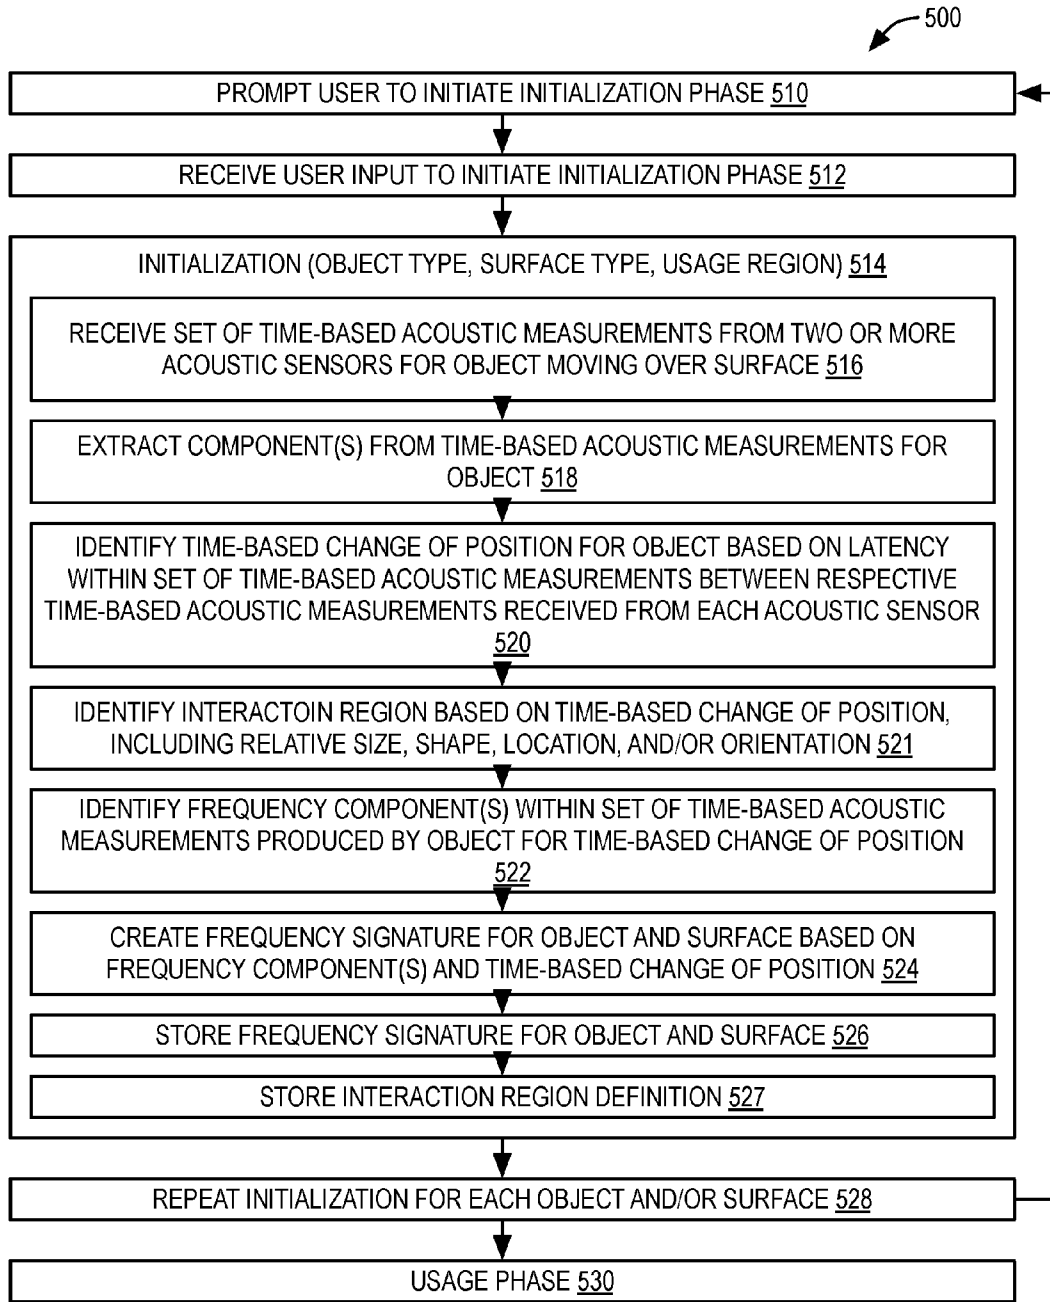 500
PROMPT USER TO INITIATE INITIALIZATION PHASE 510
RECEIVE USER INPUT TO INITIATE INITIALIZATION PHASE 512
INITIALIZATION (OBJECT TYPE, SURFACE TYPE, USAGE REGION) 514
RECEIVE SET OF TIME-BASED ACOUSTIC MEASUREMENTS FROM TWO OR MORE
ACOUSTIC SENSORS FOR OBJECT MOVING OVER SURFACE 516
EXTRACT COMPONENT(S) FROM TIME-BASED ACOUSTIC MEASUREMENTS FOR
OBJECT 518
IDENTIFY TIME-BASED CHANGE OF POSITION FOR OBJECT BASED ON LATENCY
WITHIN SET OF TIME-BASED ACOUSTIC MEASUREMENTS BETWEEN RESPECTIVE
TIME-BASED ACOUSTIC MEASUREMENTS RECEIVED FROM EACH ACOUSTIC SENSOR
520
IDENTIFY INTERACTOIN REGION BASED ON TIME-BASED CHANGE OF POSITION,
INCLUDING RELATIVE SIZE, SHAPE, LOCATION, AND/OR ORIENTATION 521
IDENTIFY FREQUENCY COMPONENT(S) WITHIN SET OF TIME-BASED ACOUSTIC
MEASUREMENTS PRODUCED BY OBJECT FOR TIME-BASED CHANGE OF POSITION
522
CREATE FREQUENCY SIGNATURE FOR OBJECT AND SURFACE BASED ON
FREQUENCY COMPONENT(S) AND TIME-BASED CHANGE OF POSITION 524
STORE FREQUENCY SIGNATURE FOR OBJECT AND SURFACE 526
STORE INTERACTION REGION DEFINITION 527
REPEAT INITIALIZATION FOR EACH OBJECT AND/OR SURFACE 528
USAGE PHASE 530